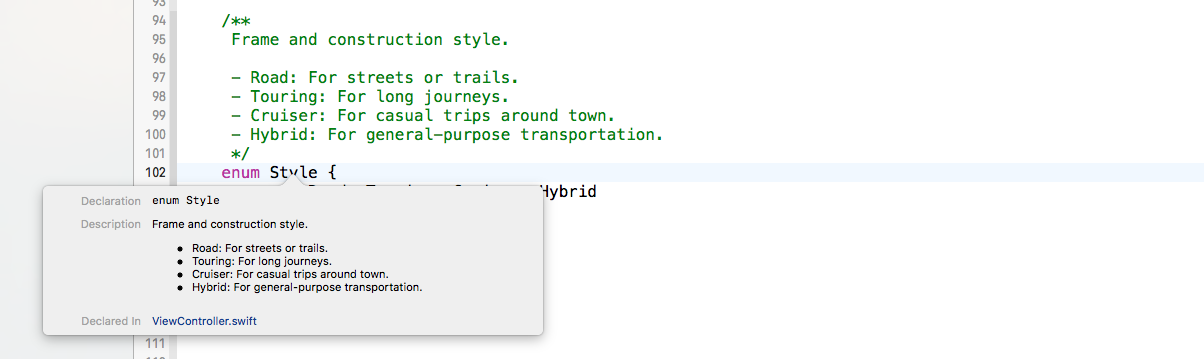 93
94 /**
95 Frame and construction style.
96
97 - Road: For streets or trails.
98 - Touring: For long journeys.
99 - Cruiser: For casual trips around town.
100 - Hybrid: For general-purpose transportation.
101 */
102 enum Style {
Hybrid
Declaration enum Style
Description Frame and construction style.
• Road: For streets or trails.
• Touring: For long journeys.
• Cruiser: For casual trips around town.
• Hybrid: For general-purpose transportation.
Declared In ViewController.swift
111